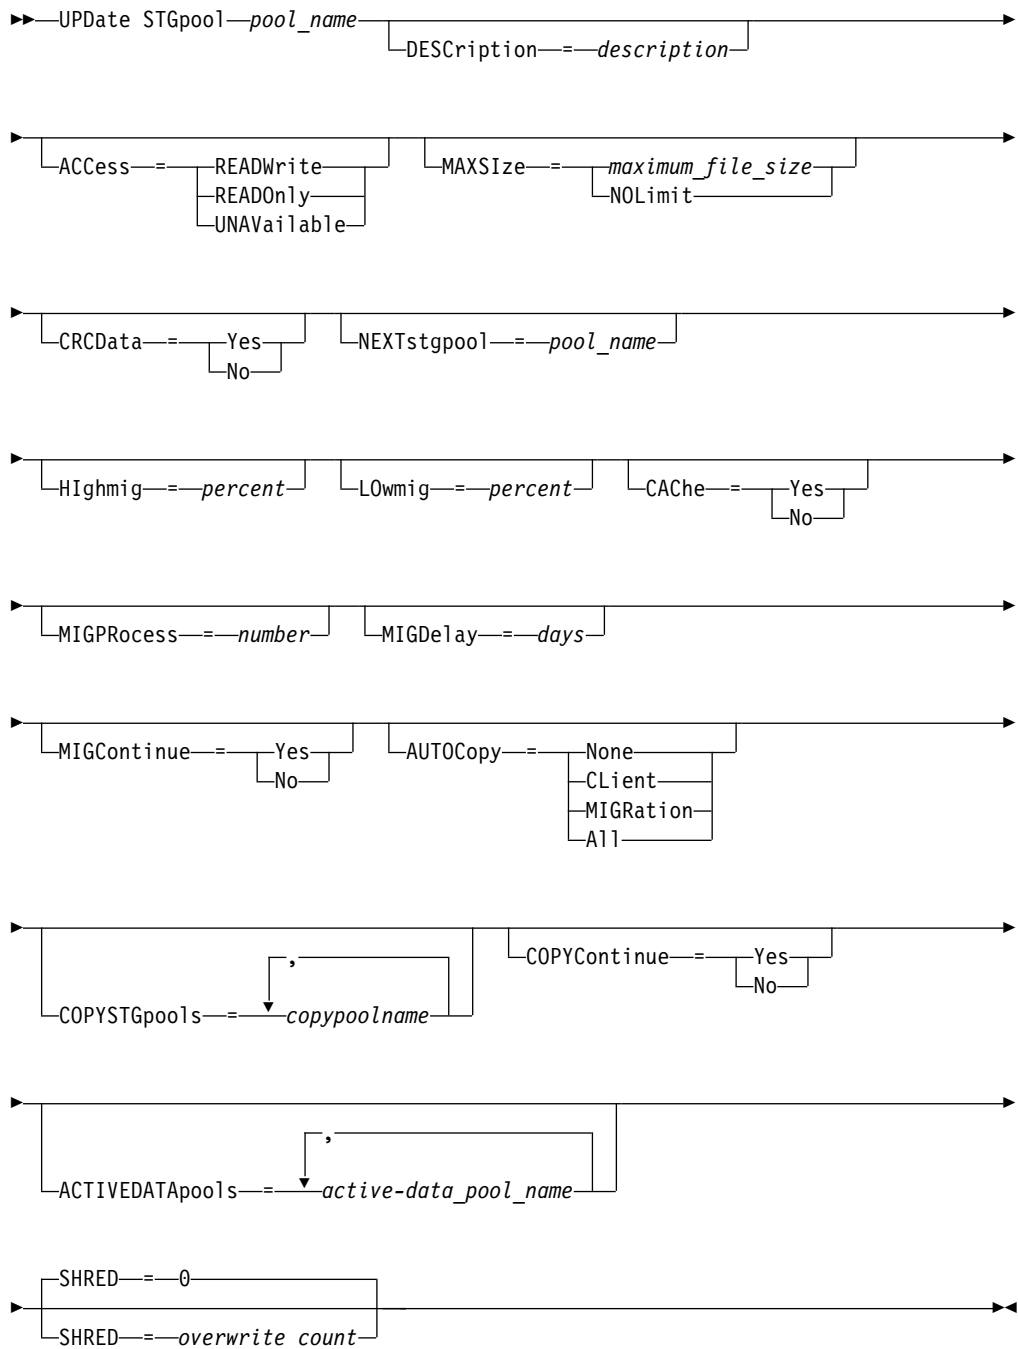 UPDate STGpool pool_name
DESCription = description
ACCess = READWrite MAXSIze = maximum_file_size
READOnly NOLimit
UNAVailable
CRCData = Yes NEXTstgpool = pool_name
No
HIghmig = percent LOwmig = percent CAChe = Yes
No
MIGPRocess = number MIGDelay = days
MIGContinue = Yes AUTOCopy = None
No CLient
MIGRation
All
, COPYContinue = Yes
No
COPYSTGpools = copypoolname
,
ACTIVEDATApools = active-data_pool_name
SHRED = 0
SHRED = overwrite count